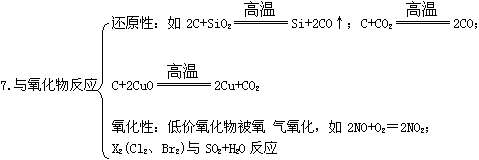 还原性：如 2C+SiO₂ 高温 Si+2CO↑；C+CO₂ 高温 2CO；
7.与氧化物反应
C+2CuO 高温 2Cu+CO₂
氧化性：低价氧化物被氧 气氧化，如 2NO+O₂＝2NO₂；
X₂(Cl₂、Br₂)与 SO₂+H₂O 反应